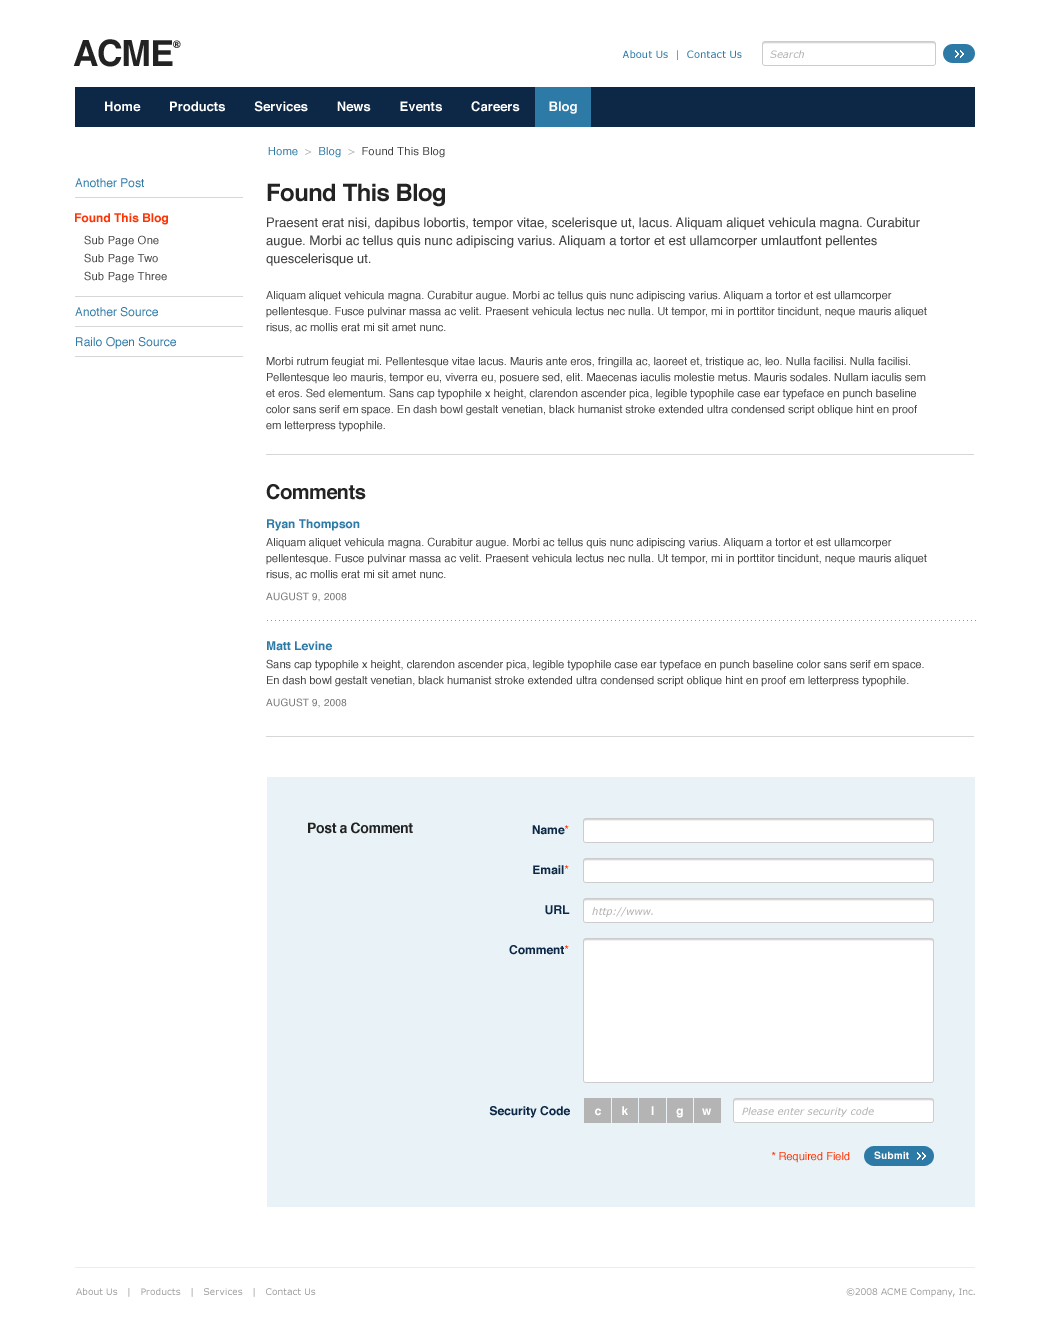 ACME®
About Us | Contact Us
Search
Home Products Services News Events Careers Blog
Home > Blog > Found This Blog
Another Post
Found This Blog
Sub Page One
Sub Page Two
Sub Page Three
Another Source
Railo Open Source
Found This Blog
Praesent erat nisi, dapibus lobortis, tempor vitae, scelerisque ut, lacus. Aliquam aliquet vehicula magna. Curabitur
augue. Morbi ac tellus quis nunc adipiscing varius. Aliquam a tortor et est ullamcorper umlautfont pellentes
quescelerisque ut.
Aliquam aliquet vehicula magna. Curabitur augue. Morbi ac tellus quis nunc adipiscing varius. Aliquam a tortor et est ullamcorper
pellentesque. Fusce pulvinar massa ac velit. Praesent vehicula lectus nec nulla. Ut tempor, mi in porttitor tincidunt, neque mauris aliquet
risus, ac mollis erat mi sit amet nunc.
Morbi rutrum feugiat mi. Pellentesque vitae lacus. Mauris ante eros, fringilla ac, laoreet et, tristique ac, leo. Nulla facilisi. Nulla facilisi.
Pellentesque leo mauris, tempor eu, viverra eu, posuere sed, elit. Maecenas iaculis molestie metus. Mauris sodales. Nullam iaculis sem
et eros. Sed elementum. Sans cap typophile x height, clarendon ascender pica, legible typophile case ear typeface en punch baseline
color sans serif em space. En dash bowl gestalt venetian, black humanist stroke extended ultra condensed script oblique hint en proof
em letterpress typophile.
Comments
Ryan Thompson
Aliquam aliquet vehicula magna. Curabitur augue. Morbi ac tellus quis nunc adipiscing varius. Aliquam a tortor et est ullamcorper
pellentesque. Fusce pulvinar massa ac velit. Praesent vehicula lectus nec nulla. Ut tempor, mi in porttitor tincidunt, neque mauris aliquet
risus, ac mollis erat mi sit amet nunc.
AUGUST 9, 2008
Matt Levine
Sans cap typophile x height, clarendon ascender pica, legible typophile case ear typeface en punch baseline color sans serif em space.
En dash bowl gestalt venetian, black humanist stroke extended ultra condensed script oblique hint en proof em letterpress typophile.
AUGUST 9, 2008
Post a Comment
Name*
Email*
URL http://www.
Comment*
Security Code c k l g w Please enter security code
* Required Field Submit
About Us | Products | Services | Contact Us
©2008 ACME Company, Inc.